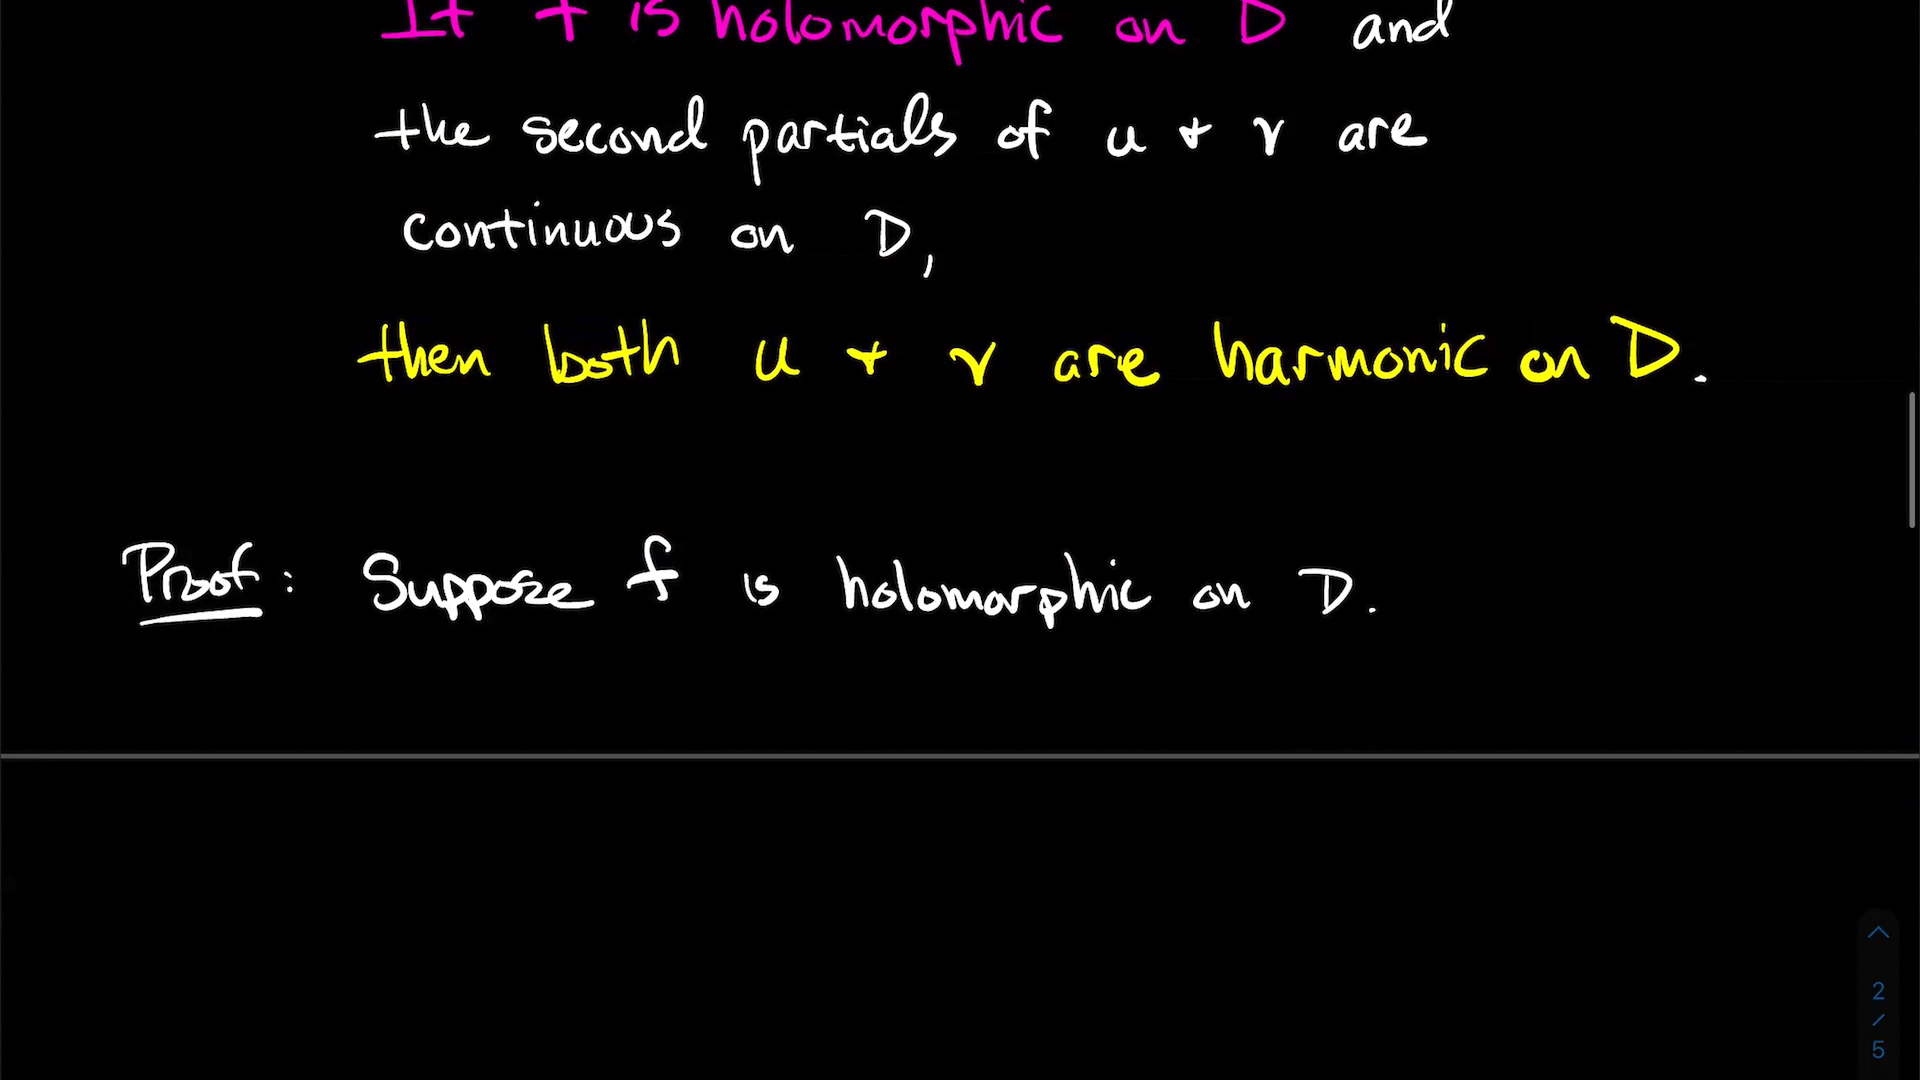 If f is holomorphic on D and
the second partials of u + v are
continuous on D,
then both u + v are harmonic on D.
Proof: Suppose f is holomorphic on D.
2
/
5